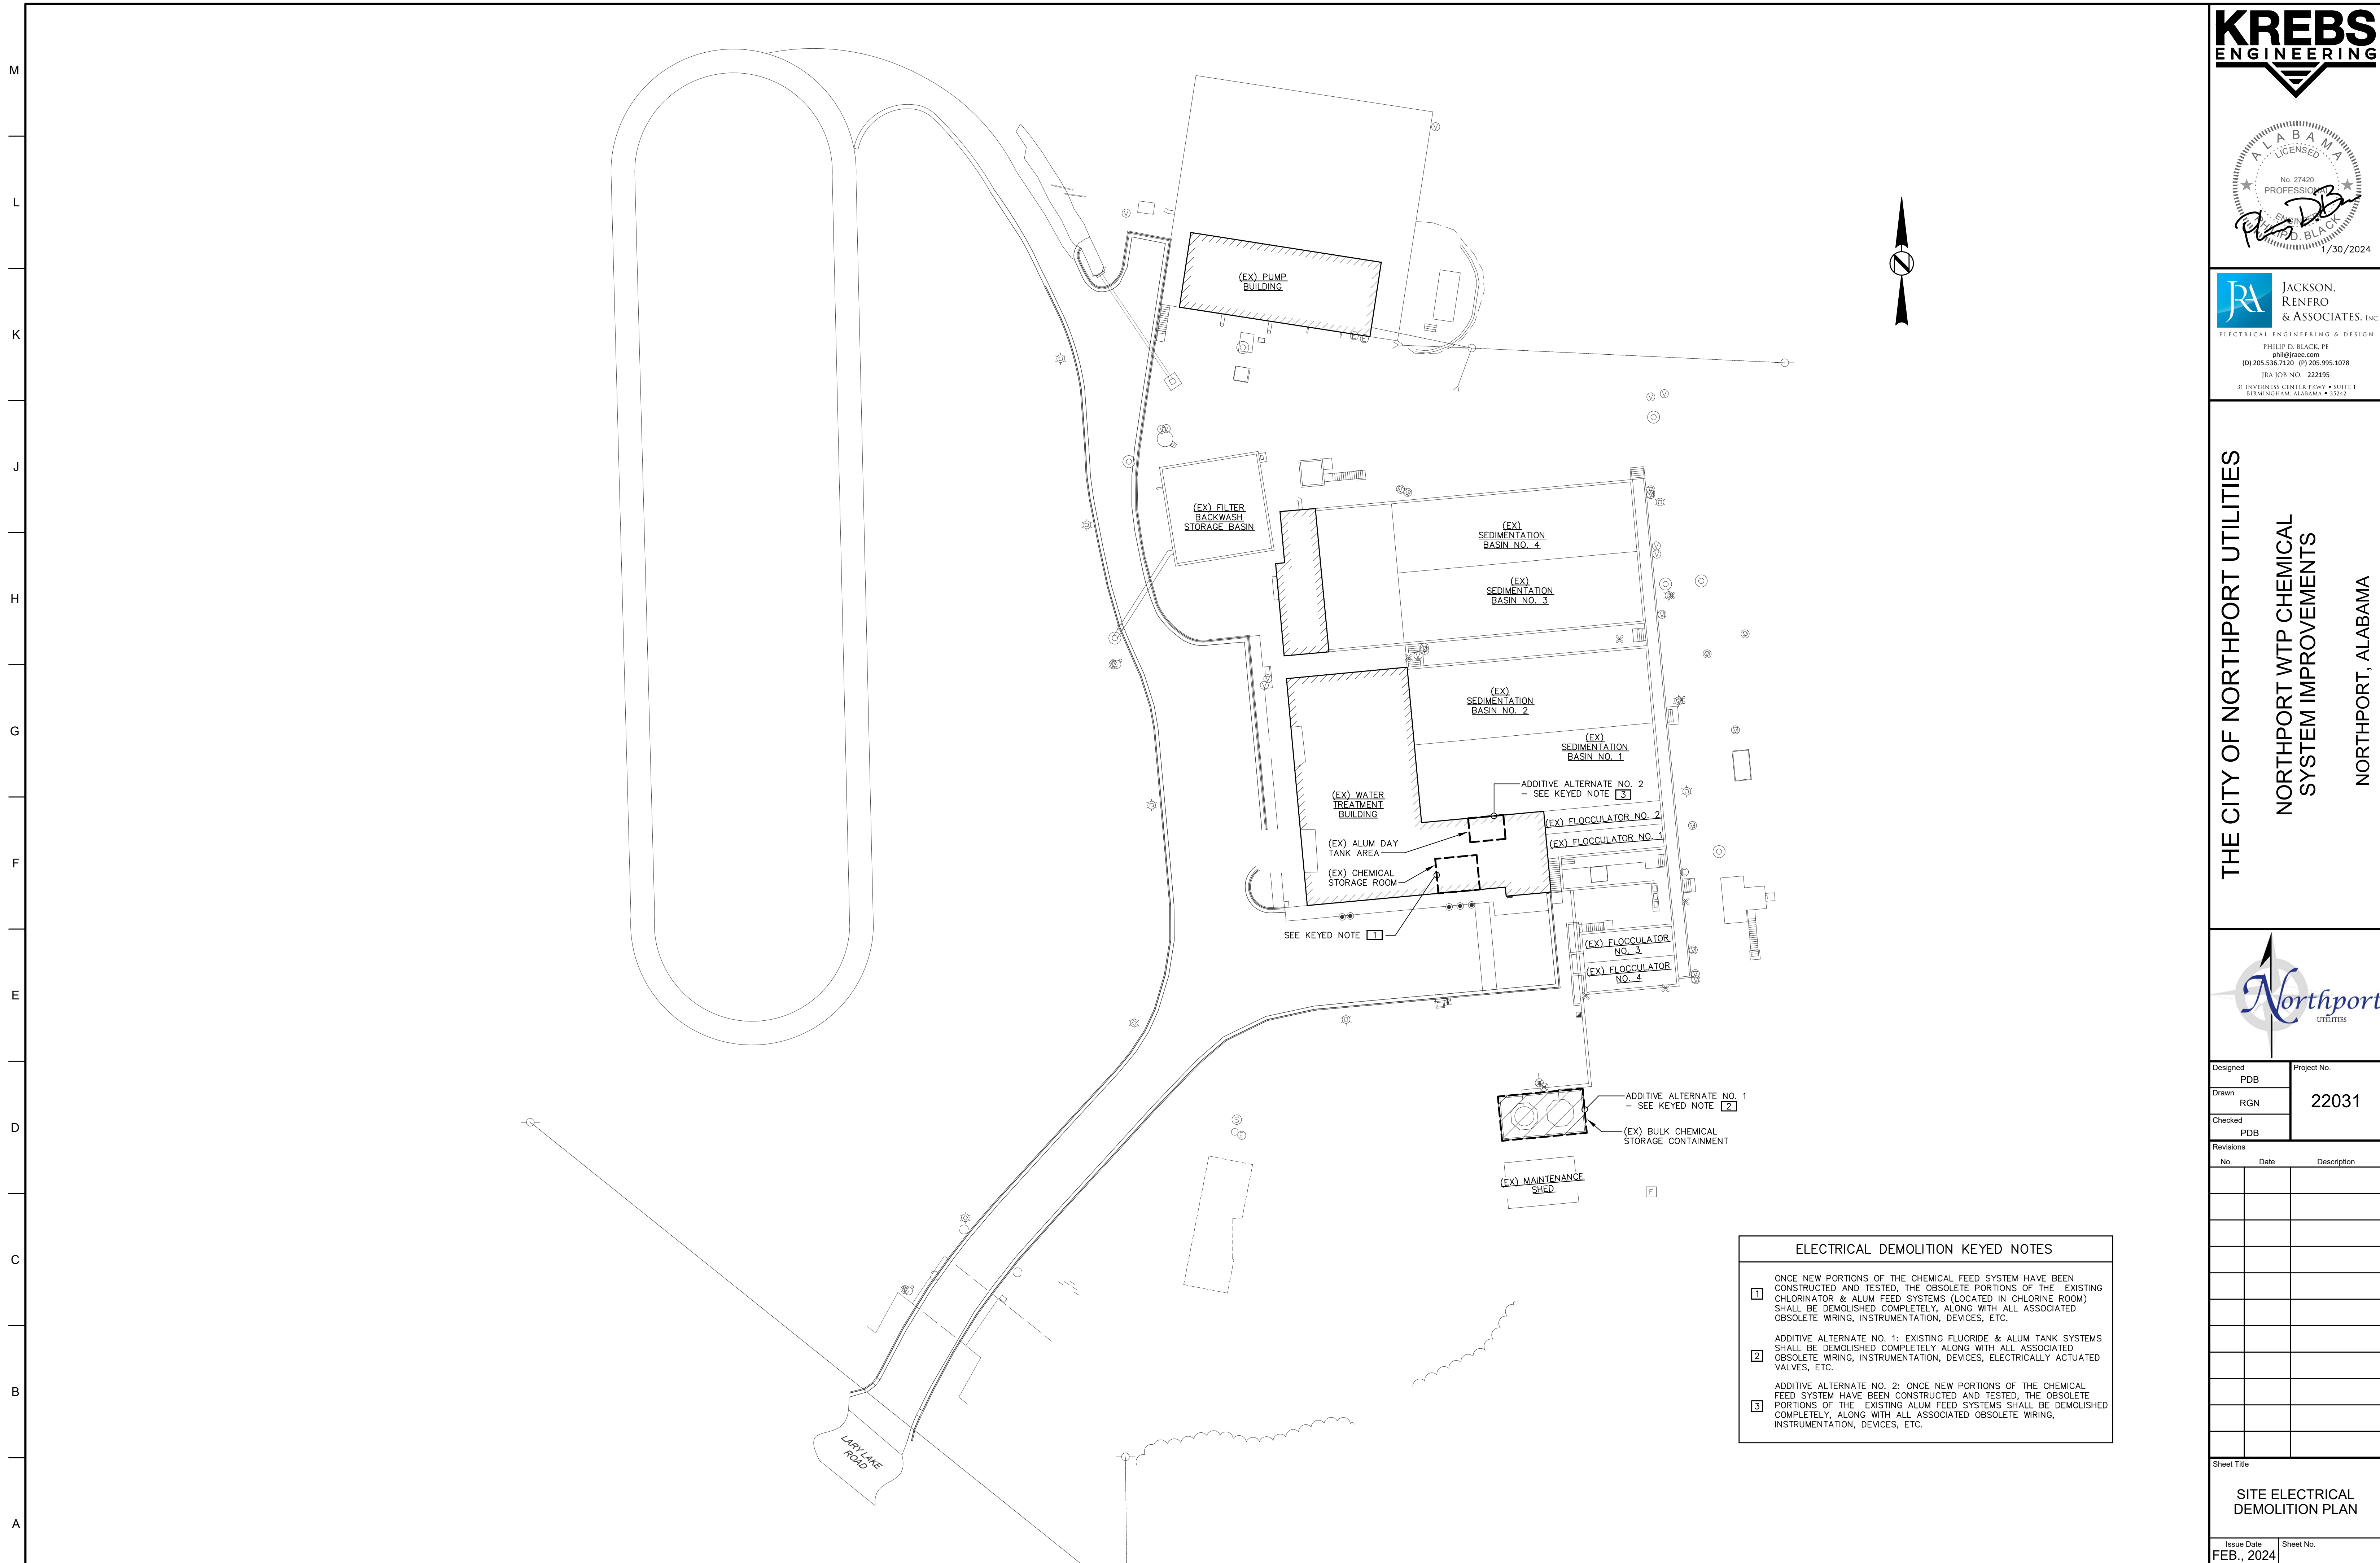 M
L
K
J
H
G
F
E
D
C
B
A
(EX) PUMP
BUILDING
(EX) FILTER
BACKWASH
STORAGE BASIN
(EX)
SEDIMENTATION
BASIN NO. 4
(EX)
SEDIMENTATION
BASIN NO. 3
(EX)
SEDIMENTATION
BASIN NO. 2
(EX)
SEDIMENTATION
BASIN NO. 1
ADDITIVE ALTERNATE NO. 2
– SEE KEYED NOTE 3
(EX) WATER
TREATMENT
BUILDING
(EX) FLOCCULATOR NO. 2
(EX) FLOCCULATOR NO. 1
(EX) ALUM DAY
TANK AREA
(EX) CHEMICAL
STORAGE ROOM
SEE KEYED NOTE 1
(EX) FLOCCULATOR
NO. 3
(EX) FLOCCULATOR
NO. 4
ADDITIVE ALTERNATE NO. 1
– SEE KEYED NOTE 2
(EX) BULK CHEMICAL
STORAGE CONTAINMENT
(EX) MAINTENANCE
SHED
S
F
N
LARY LAKE
ROAD
ELECTRICAL DEMOLITION KEYED NOTES
1 ONCE NEW PORTIONS OF THE CHEMICAL FEED SYSTEM HAVE BEEN
CONSTRUCTED AND TESTED, THE OBSOLETE PORTIONS OF THE EXISTING
CHLORINATOR & ALUM FEED SYSTEMS (LOCATED IN CHLORINE ROOM)
SHALL BE DEMOLISHED COMPLETELY, ALONG WITH ALL ASSOCIATED
OBSOLETE WIRING, INSTRUMENTATION, DEVICES, ETC.
2 ADDITIVE ALTERNATE NO. 1: EXISTING FLUORIDE & ALUM TANK SYSTEMS
SHALL BE DEMOLISHED COMPLETELY ALONG WITH ALL ASSOCIATED
OBSOLETE WIRING, INSTRUMENTATION, DEVICES, ELECTRICALLY ACTUATED
VALVES, ETC.
3 ADDITIVE ALTERNATE NO. 2: ONCE NEW PORTIONS OF THE CHEMICAL
FEED SYSTEM HAVE BEEN CONSTRUCTED AND TESTED, THE OBSOLETE
PORTIONS OF THE EXISTING ALUM FEED SYSTEMS SHALL BE DEMOLISHED
COMPLETELY, ALONG WITH ALL ASSOCIATED OBSOLETE WIRING,
INSTRUMENTATION, DEVICES, ETC.
KREBS
ENGINEERING
ALABAMA
LICENSED
No. 27420
PROFESSIONAL
ENGINEER
PHILIP D. BLACK
1/30/2024
JRA
JACKSON,
RENFRO
& ASSOCIATES, INC.
ELECTRICAL ENGINEERING & DESIGN
PHILIP D. BLACK, PE
phil@jraee.com
(D) 205.536.7120 (P) 205.995.1078
JRA JOB NO. 222195
31 INVERNESS CENTER PKWY • SUITE 1
BIRMINGHAM, ALABAMA • 35242
THE CITY OF NORTHPORT UTILITIES
NORTHPORT WTP CHEMICAL
SYSTEM IMPROVEMENTS
NORTHPORT, ALABAMA
Northport
UTILITIES
Designed
PDB
Drawn
RGN
Checked
PDB
Project No.
22031
Revisions
No. Date Description
Sheet Title
SITE ELECTRICAL
DEMOLITION PLAN
Issue Date
FEB., 2024
Sheet No.